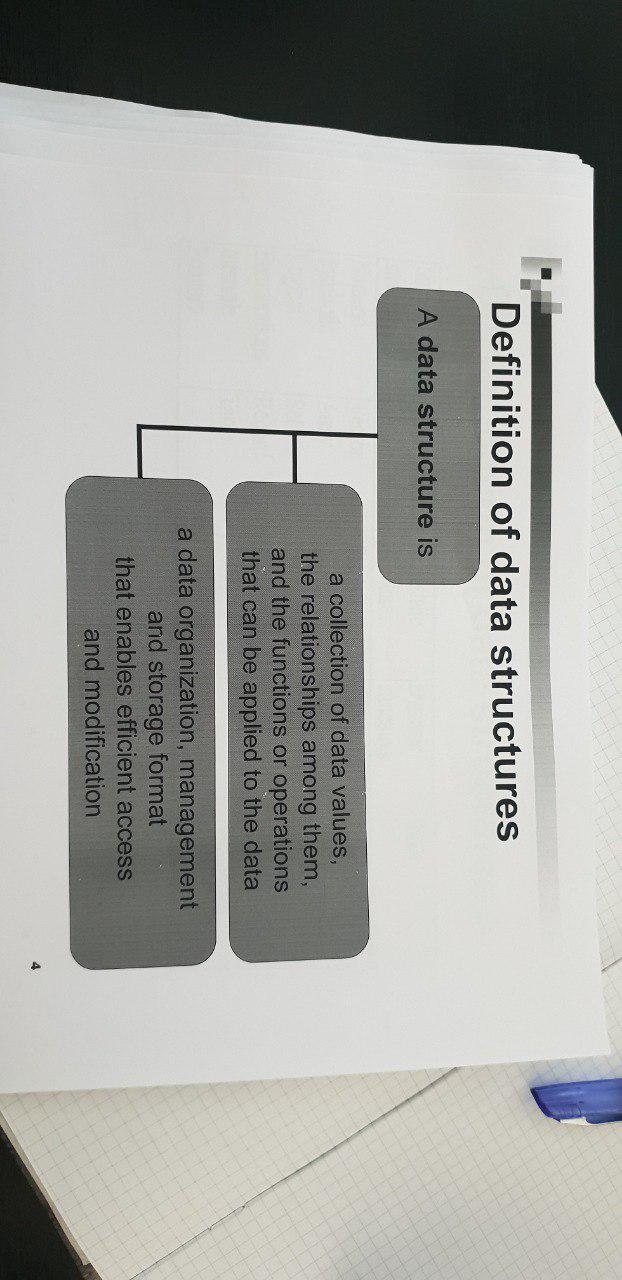 Definition of data structures
A data structure is
a collection of data values,
the relationships among them,
and the functions or operations
that can be applied to the data
a data organization, management
and storage format
that enables efficient access
and modification
4